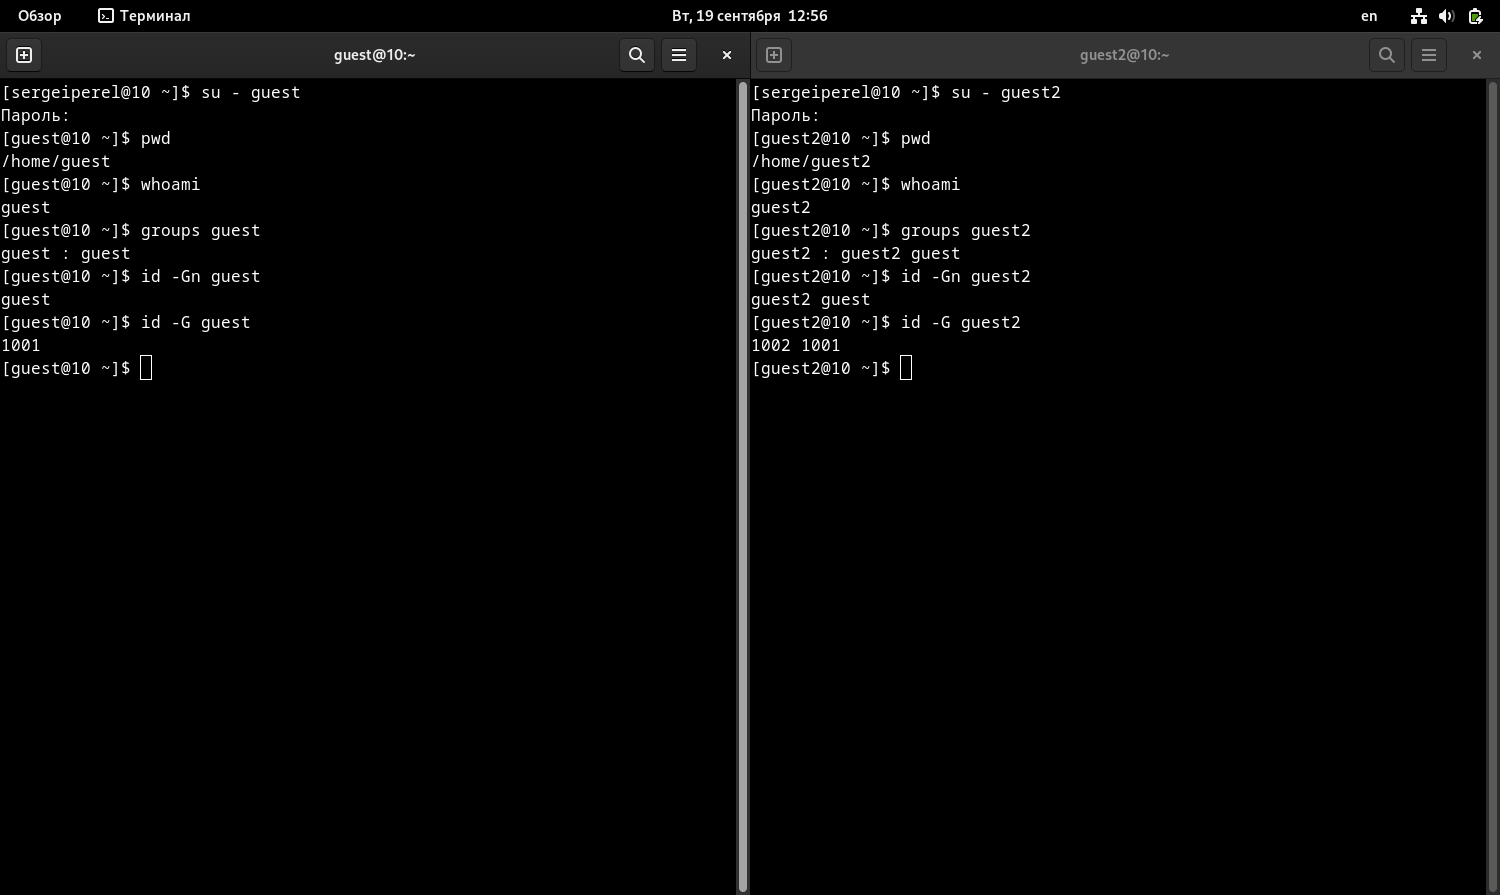 Обзор
Терминал
Вт, 19 сентября 12:56
en
guest@10:~
[sergeiperel@10 ~]$ su - guest
Пароль:
[guest@10 ~]$ pwd
/home/guest
[guest@10 ~]$ whoami
guest
[guest@10 ~]$ groups guest
guest : guest
[guest@10 ~]$ id -Gn guest
guest
[guest@10 ~]$ id -G guest
1001
[guest@10 ~]$
guest2@10:~
[sergeiperel@10 ~]$ su - guest2
Пароль:
[guest2@10 ~]$ pwd
/home/guest2
[guest2@10 ~]$ whoami
guest2
[guest2@10 ~]$ groups guest2
guest2 : guest2 guest
[guest2@10 ~]$ id -Gn guest2
guest2 guest
[guest2@10 ~]$ id -G guest2
1002 1001
[guest2@10 ~]$